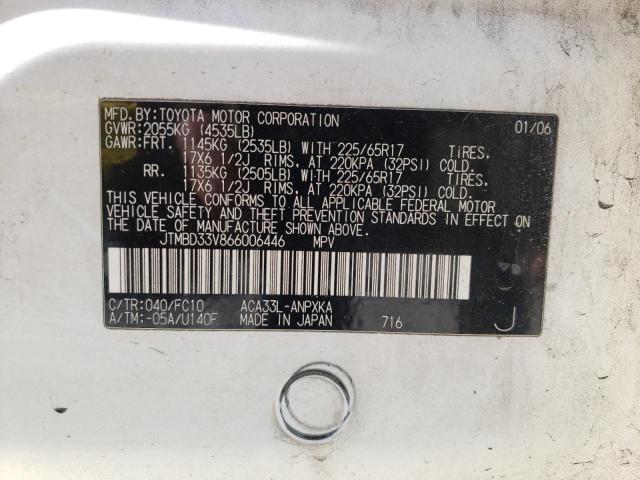 MFD. BY: TOYOTA MOTOR CORPORATION 01/06
GVWR: 2055KG (4535LB)
GAWR: FRT. 1145KG (2535LB) WITH 225/65R17 TIRES.
17X6 1/2J RIMS, AT 220KPA (32PSI) COLD.
RR. 1135KG (2505LB) WITH 225/65R17 TIRES.
17X6 1/2J RIMS, AT 220KPA (32PSI) COLD.
THIS VEHICLE CONFORMS TO ALL APPLICABLE FEDERAL MOTOR
VEHICLE SAFETY AND THEFT PREVENTION STANDARDS IN EFFECT ON
THE DATE OF MANUFACTURE SHOWN ABOVE.
JTMBD33V866006446 MPV
C/TR: 040/FC10 ACA33L-ANPXKA
A/TM: -05A/U140F MADE IN JAPAN 716 J